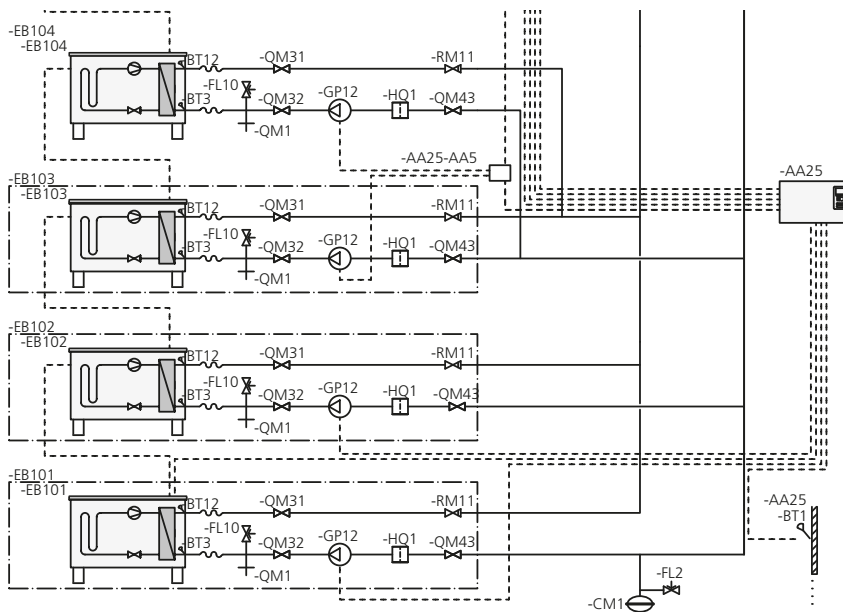 -EB104
-EB104
-BT12
-QM31
-RM11
-FL10
-BT3
-QM32
-GP12
-HQ1
-QM43
-QM1
-AA25-AA5
-AA25
-EB103
-EB103
-BT12
-QM31
-RM11
-FL10
-BT3
-QM32
-GP12
-HQ1
-QM43
-QM1
-EB102
-EB102
-BT12
-QM31
-RM11
-FL10
-BT3
-QM32
-GP12
-HQ1
-QM43
-QM1
-EB101
-EB101
-BT12
-QM31
-RM11
-AA25
-BT1
-FL10
-BT3
-QM32
-GP12
-HQ1
-QM43
-QM1
-FL2
-CM1